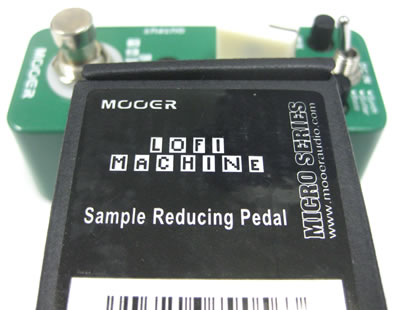 MOOER
MOOER
LOFI
MACHINE
Sample Reducing Pedal
MICRO SERIES
www.mooeraudio.com